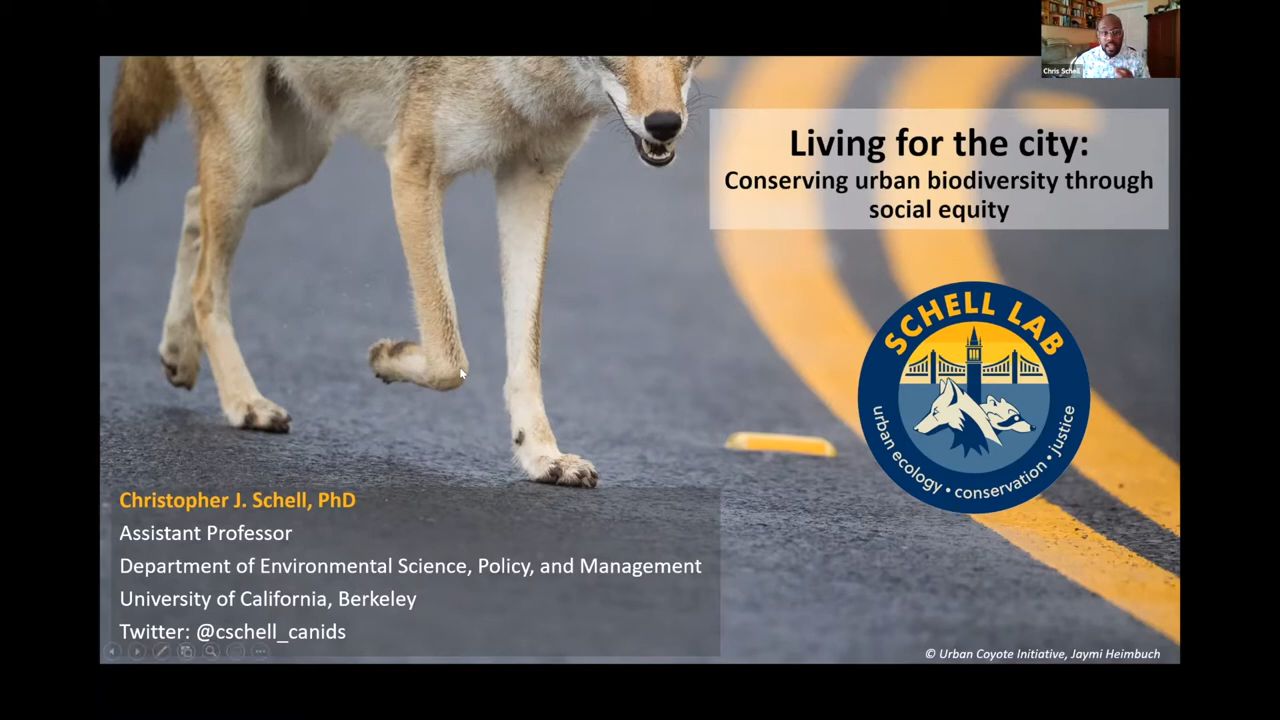 Chris Schell
Living for the city:
Conserving urban biodiversity through
social equity
SCHELL LAB
urban ecology • conservation • justice
Christopher J. Schell, PhD
Assistant Professor
Department of Environmental Science, Policy, and Management
University of California, Berkeley
Twitter: @cschell_canids
© Urban Coyote Initiative, Jaymi Heimbuch